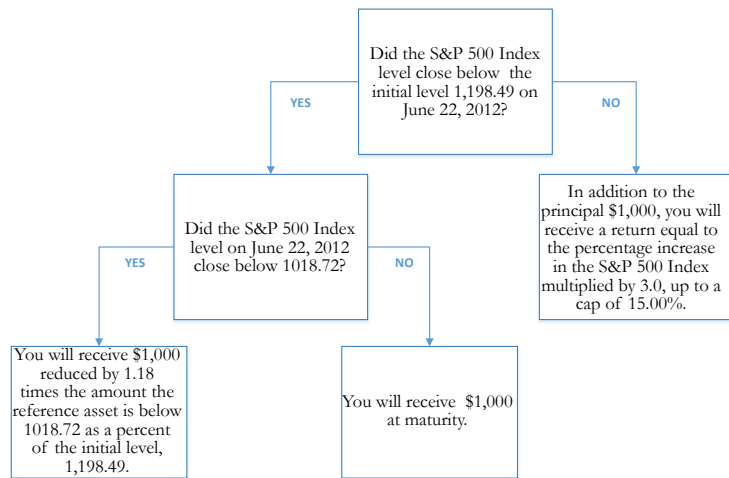 Did the S&P 500 Index
level close below the
initial level 1,198.49 on
June 22, 2012?
YES
NO
Did the S&P 500 Index
level on June 22, 2012
close below 1018.72?
In addition to the
principal $1,000, you will
receive a return equal to
the percentage increase
in the S&P 500 Index
multiplied by 3.0, up to a
cap of 15.00%.
YES
NO
You will receive $1,000
reduced by 1.18
times the amount the
reference asset is below
1018.72 as a percent
of the initial level,
1,198.49.
You will receive $1,000
at maturity.